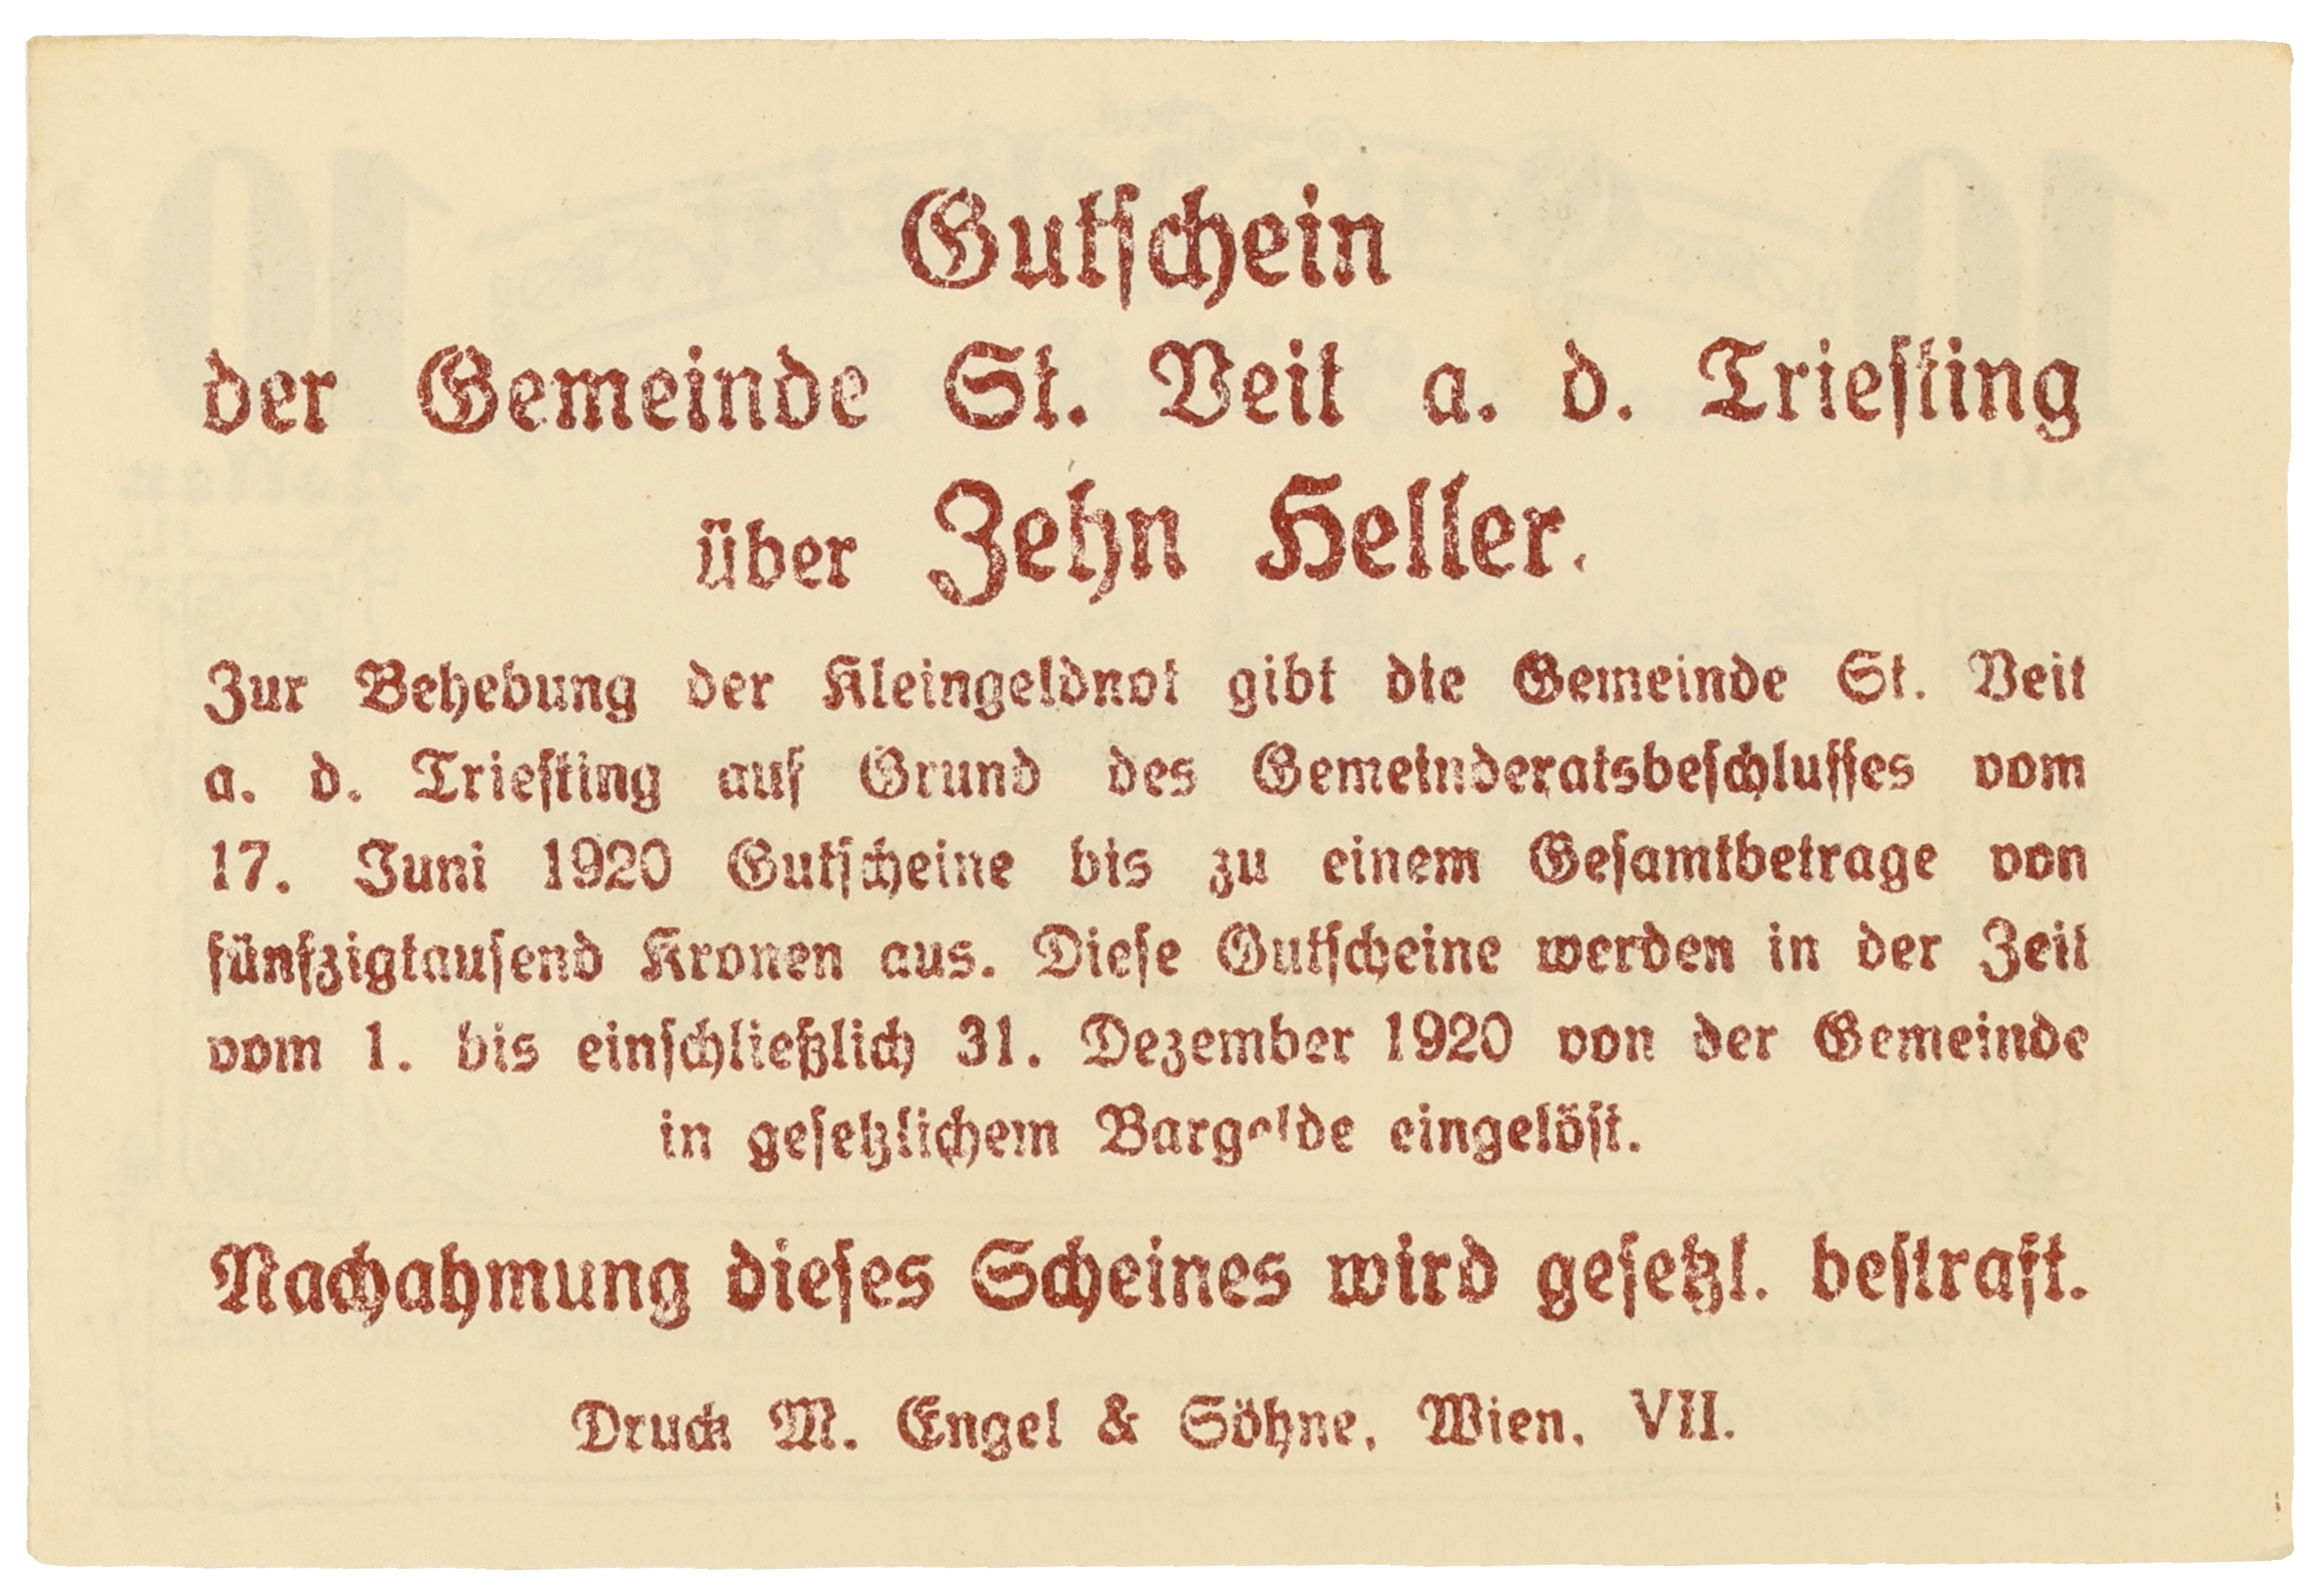 Gutschein
der Gemeinde St. Veit a. d. Triesting
über Zehn Heller.
Zur Behebung der Kleingeldnot gibt die Gemeinde St. Veit
a. d. Triesting auf Grund des Gemeinderatsbeschlusses vom
17. Juni 1920 Gutscheine bis zu einem Gesamtbetrage von
fünfzigtausend Kronen aus. Diese Gutscheine werden in der Zeit
vom 1. bis einschließlich 31. Dezember 1920 von der Gemeinde
in gesetzlichem Bargelde eingelöst.
Nachahmung dieses Scheines wird gesetzl. bestraft.
Druck M. Engel & Söhne, Wien, VII.